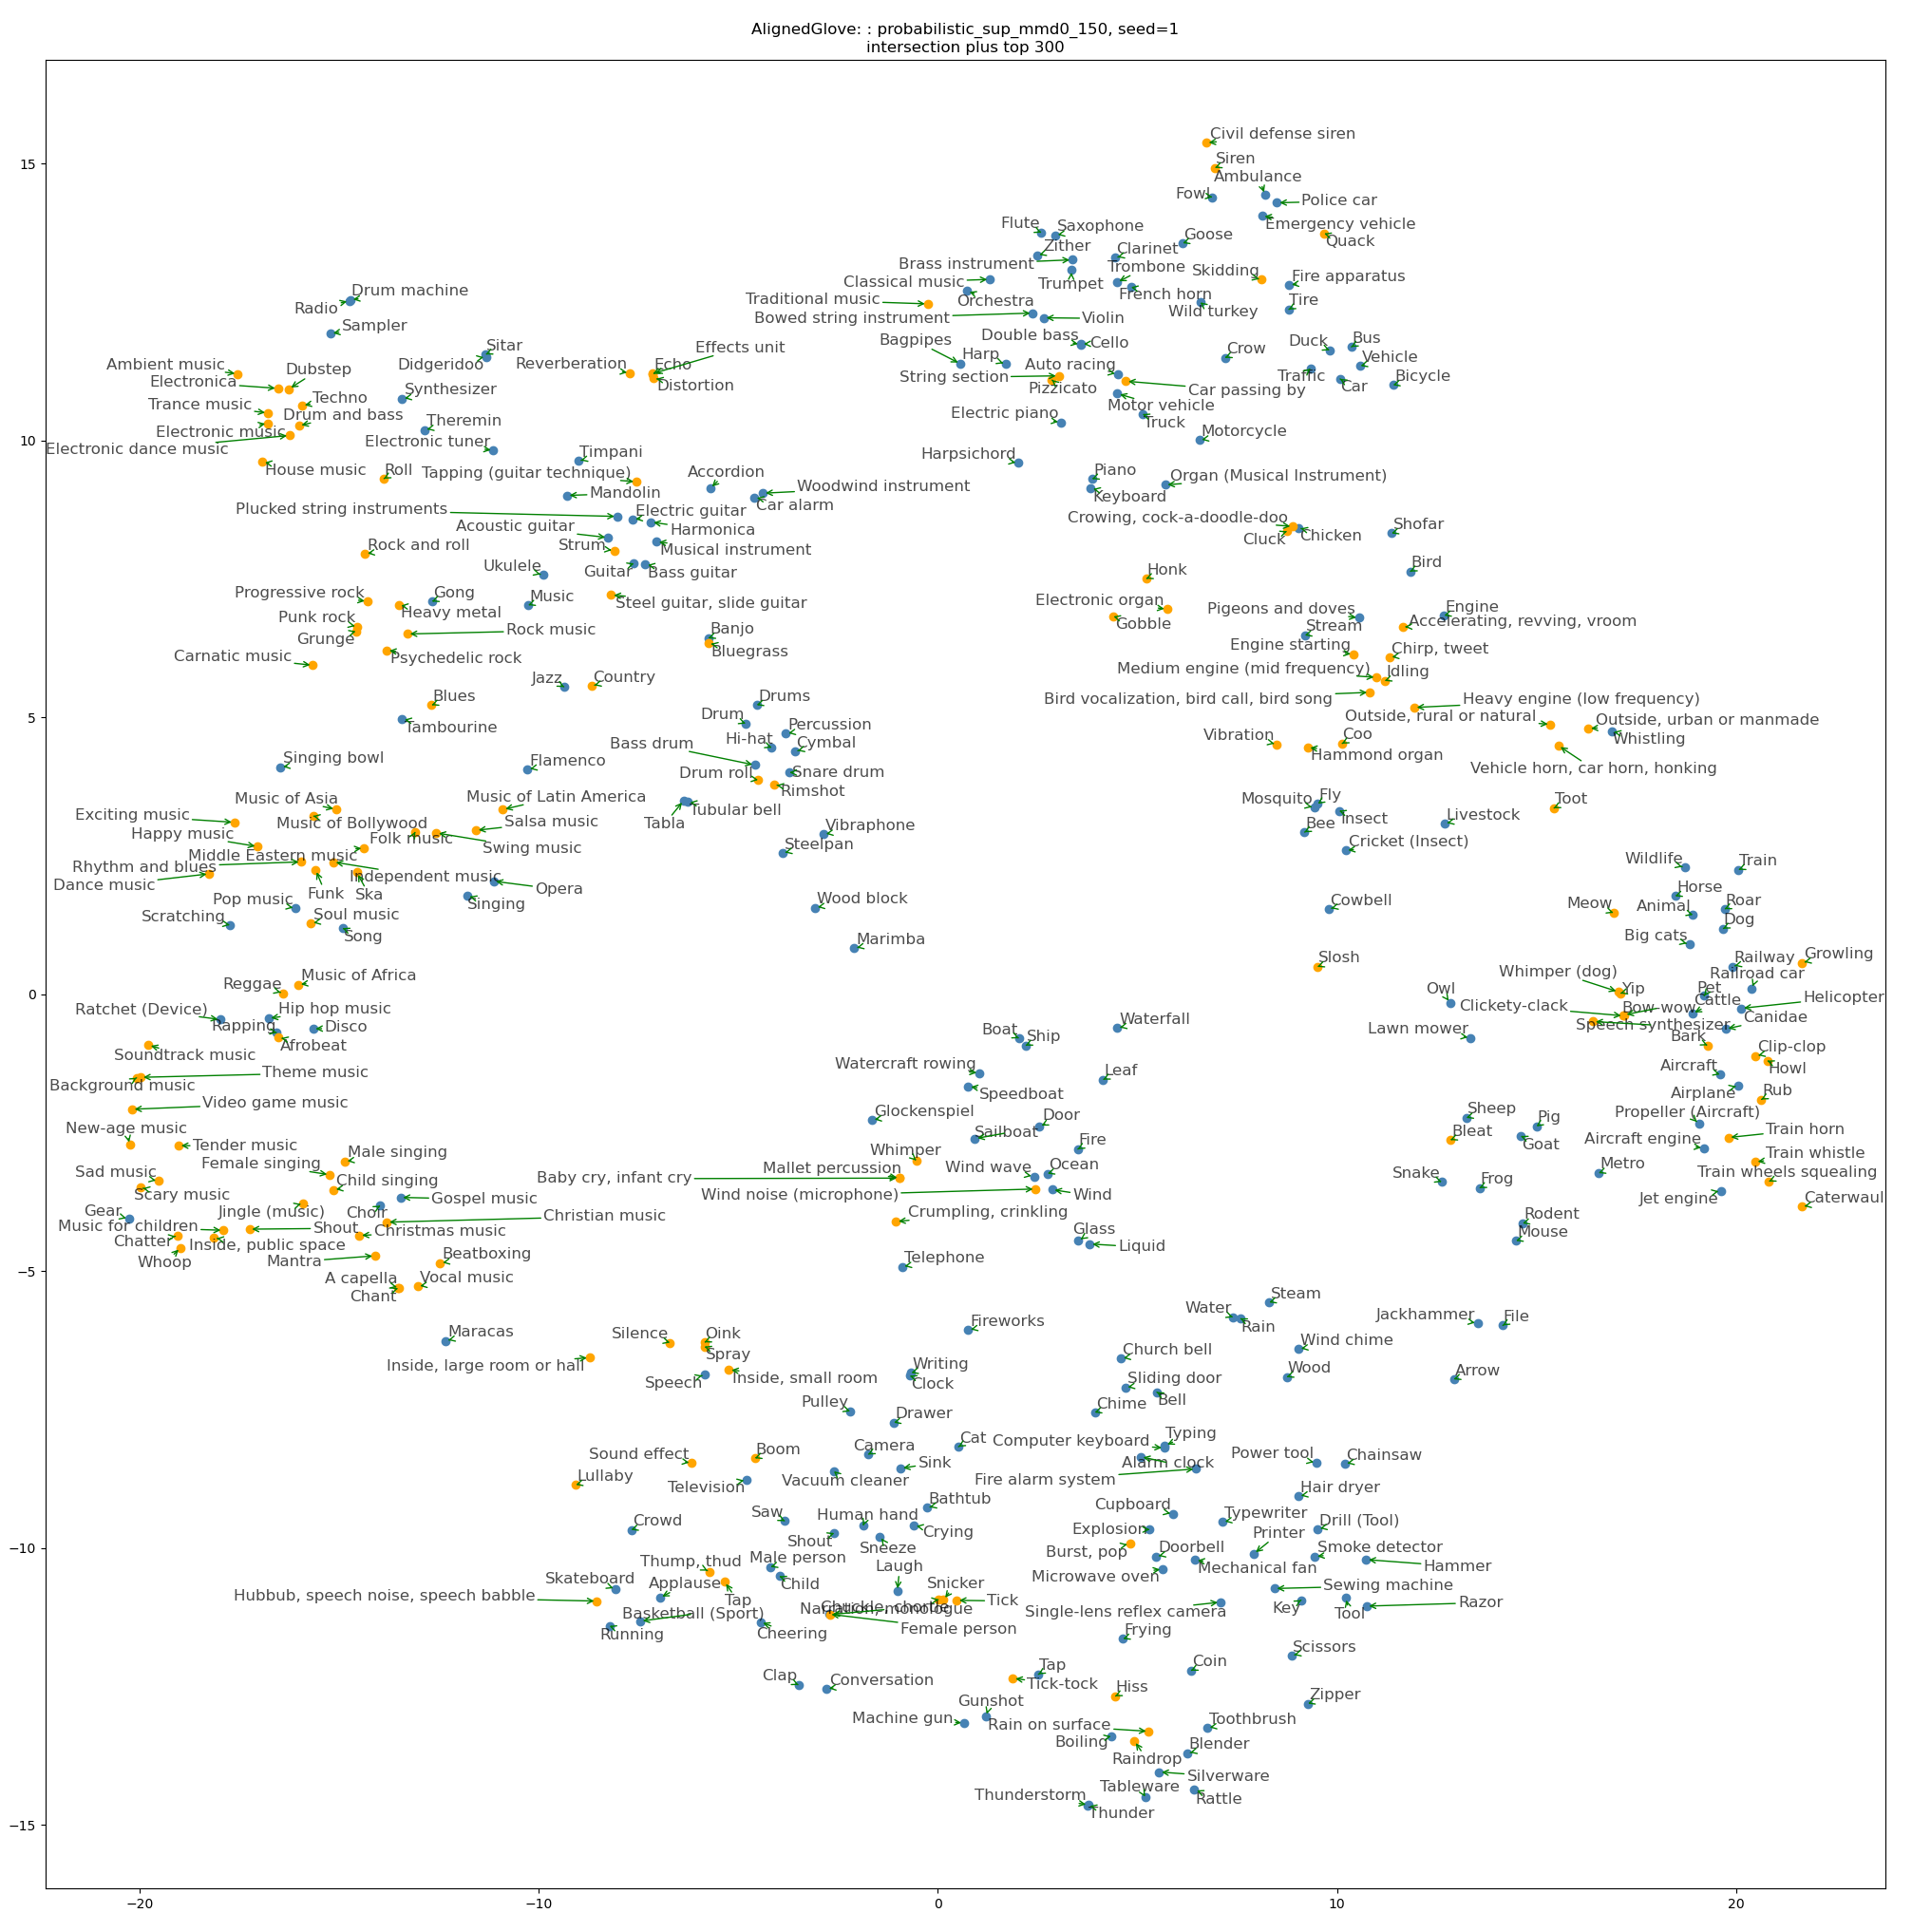 AlignedGlove: : probabilistic_sup_mmd0_150, seed=1
intersection plus top 300
Civil defense siren
Siren
Ambulance
Fowl
Police car
Emergency vehicle
Quack
Flute
Saxophone
Zither
Goose
Clarinet
Brass instrument
Trombone
Skidding
Fire apparatus
Classical music
Trumpet
French horn
Drum machine
Radio
Traditional music
Orchestra
Tire
Wild turkey
Bowed string instrument
Violin
Sampler
Double bass
Cello
Bagpipes
Duck
Bus
Sitar
Effects unit
Crow
Harp
Vehicle
Didgeridoo
Reverberation
Echo
Auto racing
Ambient music
Dubstep
String section
Traffic
Bicycle
Electronica
Distortion
Pizzicato
Car passing by
Car
Synthesizer
Techno
Trance music
Motor vehicle
Drum and bass
Electric piano
Truck
Theremin
Electronic music
Motorcycle
Electronic tuner
Electronic dance music
Timpani
Harpsichord
House music
Roll
Tapping (guitar technique)
Accordion
Piano
Organ (Musical Instrument)
Mandolin
Woodwind instrument
Keyboard
Car alarm
Plucked string instruments
Electric guitar
Crowing, cock-a-doodle-doo
Acoustic guitar
Harmonica
Shofar
Cluck
Chicken
Rock and roll
Strum
Musical instrument
Ukulele
Guitar
Bass guitar
Bird
Honk
Progressive rock
Gong
Music
Steel guitar, slide guitar
Electronic organ
Pigeons and doves
Engine
Punk rock
Heavy metal
Gobble
Stream
Accelerating, revving, vroom
Grunge
Rock music
Banjo
Engine starting
Carnatic music
Psychedelic rock
Bluegrass
Chirp, tweet
Medium engine (mid frequency)
Idling
Jazz
Country
Bird vocalization, bird call, bird song
Heavy engine (low frequency)
Blues
Drums
Tambourine
Drum
Percussion
Outside, rural or natural
Outside, urban or manmade
Hi-hat
Cymbal
Bass drum
Vibration
Coo
Whistling
Hammond organ
Singing bowl
Flamenco
Drum roll
Snare drum
Vehicle horn, car horn, honking
Rimshot
Music of Asia
Music of Latin America
Mosquito
Fly
Toot
Exciting music
Music of Bollywood
Salsa music
Tabla
Tubular bell
Bee
Insect
Livestock
Happy music
Folk music
Swing music
Vibraphone
Cricket (Insect)
Rhythm and blues
Middle Eastern music
Steelpan
Wildlife
Train
Dance music
Independent music
Funk
Ska
Opera
Horse
Pop music
Singing
Wood block
Cowbell
Meow
Animal
Roar
Scratching
Soul music
Song
Dog
Marimba
Big cats
Slosh
Railway
Growling
Reggae
Music of Africa
Whimper (dog)
Railroad car
Yip
Pet
Owl
Clickety-clack
Bow-wow
Cattle
Helicopter
Ratchet (Device)
Hip hop music
Rapping
Disco
Boat
Ship
Waterfall
Lawn mower
Speech synthesizer
Canidae
Afrobeat
Bark
Clip-clop
Soundtrack music
Watercraft rowing
Leaf
Aircraft
Howl
Theme music
Background music
Speedboat
Airplane
Rub
Video game music
Glockenspiel
Door
Sheep
Pig
Propeller (Aircraft)
New-age music
Sailboat
Bleat
Train horn
Tender music
Male singing
Whimper
Fire
Goat
Aircraft engine
Female singing
Mallet percussion
Wind wave
Ocean
Metro
Train whistle
Sad music
Child singing
Baby cry, infant cry
Snake
Frog
Train wheels squealing
Scary music
Gospel music
Wind noise (microphone)
Wind
Jet engine
Caterwaul
Gear
Jingle (music)
Choir
Christian music
Crumpling, crinkling
Rodent
Music for children
Shout
Christmas music
Glass
Mouse
Chatter
Inside, public space
Liquid
Whoop
Mantra
Beatboxing
Telephone
A capella
Vocal music
Chant
Steam
Water
Rain
Jackhammer
File
Maracas
Silence
Oink
Fireworks
Wind chime
Inside, large room or hall
Spray
Church bell
Speech
Inside, small room
Writing
Clock
Sliding door
Wood
Arrow
Pulley
Drawer
Chime
Bell
Sound effect
Boom
Camera
Cat
Computer keyboard
Typing
Power tool
Chainsaw
Lullaby
Television
Vacuum cleaner
Sink
Fire alarm system
Alarm clock
Hair dryer
Bathtub
Cupboard
Typewriter
Crowd
Saw
Human hand
Crying
Explosion
Drill (Tool)
Shout
Sneeze
Burst, pop
Doorbell
Printer
Smoke detector
Thump, thud
Male person
Laugh
Microwave oven
Mechanical fan
Hammer
Skateboard
Applause
Child
Snicker
Sewing machine
Hubbub, speech noise, speech babble
Tap
Chuckle, chortle
Narration, monologue
Tick
Key
Tool
Razor
Basketball (Sport)
Single-lens reflex camera
Running
Cheering
Female person
Frying
Scissors
Clap
Conversation
Tap
Tick-tock
Coin
Hiss
Zipper
Gunshot
Machine gun
Rain on surface
Toothbrush
Boiling
Raindrop
Blender
Silverware
Thunderstorm
Tableware
Rattle
Thunder
15
10
5
0
−5
−10
−15
−20
−10
0
10
20